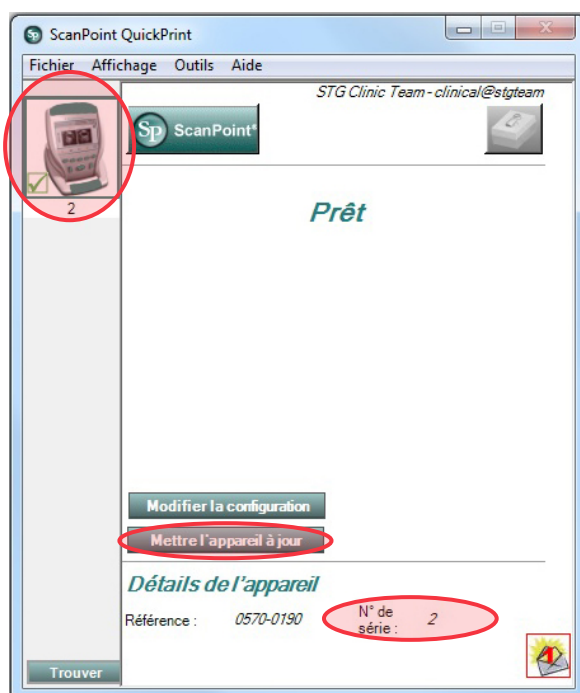 ScanPoint QuickPrint
Fichier Affichage Outils Aide
STG Clinic Team - clinical@stgteam
Sp ScanPoint®
2
Prêt
Modifier la configuration
Mettre l'appareil à jour
Détails de l'appareil
Référence : 0570-0190
N° de série : 2
Trouver